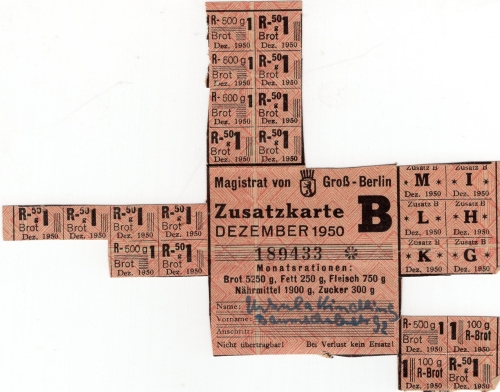 R- 500 g 1 R-50 g 1
Brot Brot
Dez. 1950 Dez. 1950
R- 500 g 1 R-50 g 1
Brot Brot
Dez. 1950 Dez. 1950
R- 500 g 1 R-50 g 1
Brot Brot
Dez. 1950 Dez. 1950
R-50 g 1 R-50 g 1
Brot Brot
Dez. 1950 Dez. 1950
Magistrat von Groß-Berlin
Zusatzkarte B
DEZEMBER 1950
189433 *
Monatsrationen:
Brot 5250 g, Fett 250 g, Fleisch 750 g
Nährmittel 1900 g, Zucker 300 g
Name: Ursula
Vorname:
Anschrift: 92
Nicht übertragbar! Bei Verlust kein Ersatz!
R-50 g 1 R-50 g 1 R-50 g 1 R-50 g 1
Brot Brot Brot Brot
Dez. 1950 Dez. 1950 Dez. 1950 Dez. 1950
R- 500 g 1 R-50 g 1
Brot Brot
Dez. 1950 Dez. 1950
Zusatz B Zusatz B
* M * * I *
Dez. 1950 Dez. 1950
Zusatz B Zusatz B
* L * * H *
Dez. 1950 Dez. 1950
Zusatz B Zusatz B
* K * * G *
Dez. 1950 Dez. 1950
R- 500 g 1 1 100 g
Brot R-Brot
Dez. 1950 Dez. 1950
1 100 g R- 500 g 1
R-Brot Brot